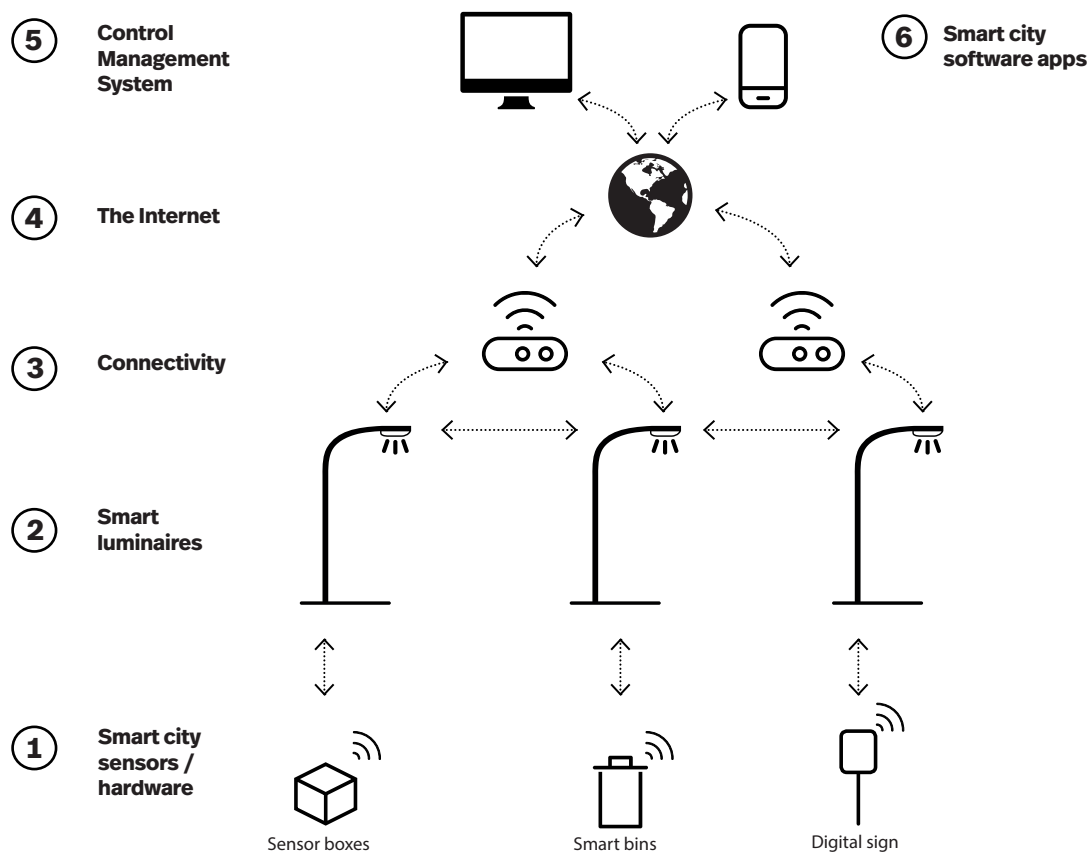 5
Control
Management
System
6
Smart city
software apps
4
The Internet
3
Connectivity
2
Smart
luminaires
1
Smart city
sensors /
hardware
Sensor boxes
Smart bins
Digital sign